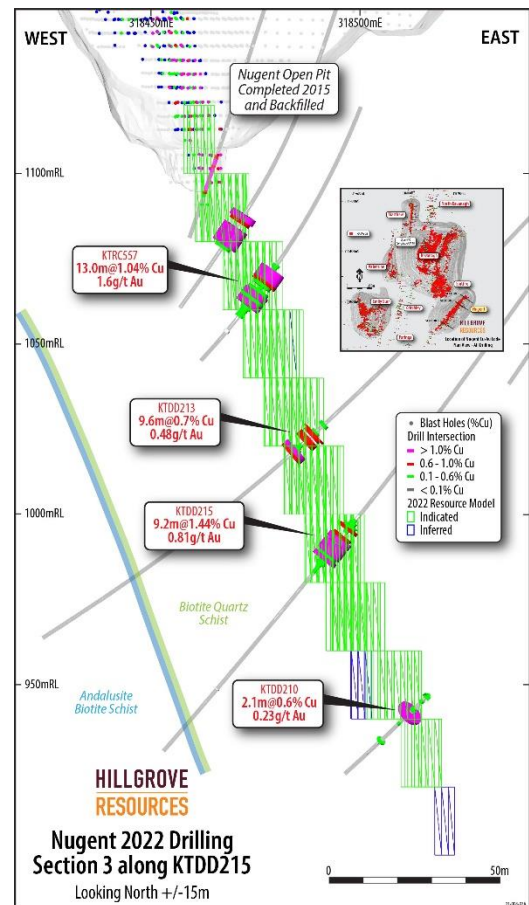 WEST
318450mE
318500mE
EAST
Nugent Open Pit
Completed 2015
and Backfilled
1100mRL
KTRC557
13.0m@1.04% Cu
1.6g/t Au
1050mRL
HILLGROVE
RESOURCES
KTDD213
9.6m@0.7% Cu
0.48g/t Au
Blast Holes (%Cu)
Drill Intersection
> 1.0% Cu
0.6 - 1.0% Cu
0.1 - 0.6% Cu
< 0.1% Cu
2022 Resource Model
Indicated
Inferred
1000mRL
KTDD215
9.2m@1.44% Cu
0.81g/t Au
Biotite Quartz
Schist
950mRL
Andalusite
Biotite Schist
KTDD210
2.1m@0.6% Cu
0.23g/t Au
HILLGROVE
RESOURCES
Nugent 2022 Drilling
Section 3 along KTDD215
Looking North +/-15m
0
50m